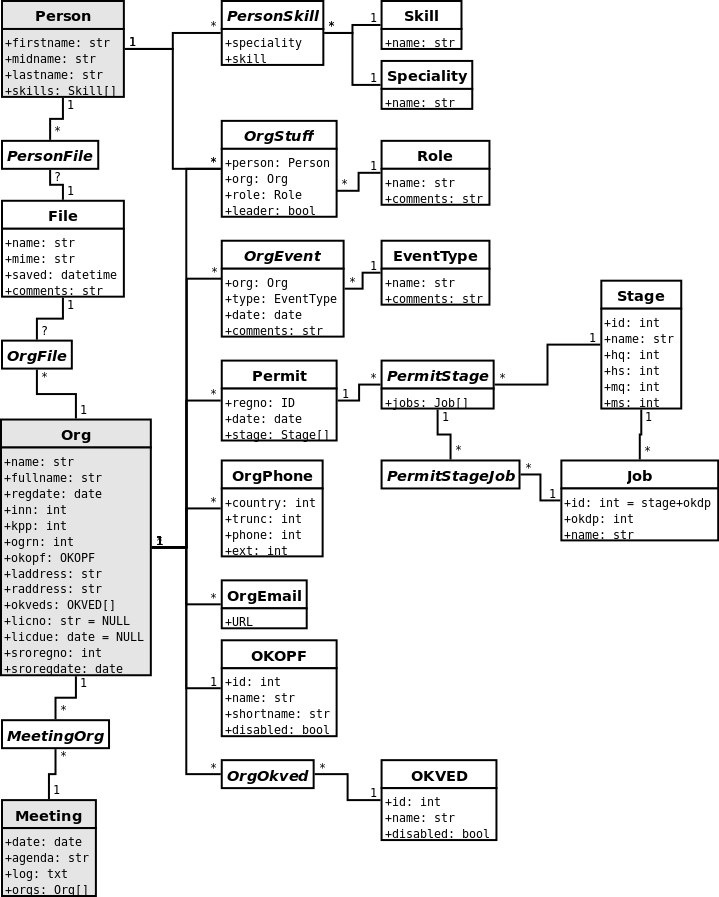 Person
+firstname: str
+midname: str
+lastname: str
+skills: Skill[]
1
*
PersonFile
?
1
File
+name: str
+mime: str
+saved: datetime
+comments: str
1
?
OrgFile
*
1
Org
+name: str
+fullname: str
+regdate: date
+inn: int
+kpp: int
+ogrn: int
+okopf: OKOPF
+laddress: str
+raddress: str
+okveds: OKVED[]
+licno: str = NULL
+licdue: date = NULL
+sroregno: int
+sroregdate: date
1
*
MeetingOrg
*
1
Meeting
+date: date
+agenda: str
+log: txt
+orgs: Org[]
1
*
PersonSkill
+speciality
+skill
*
1
Skill
+name: str
1
Speciality
+name: str
*
OrgStuff
+person: Person
+org: Org
+role: Role
+leader: bool
*
1
Role
+name: str
+comments: str
*
OrgEvent
+org: Org
+type: EventType
+date: date
+comments: str
*
1
EventType
+name: str
+comments: str
*
Permit
+regno: ID
+date: date
+stage: Stage[]
1
*
PermitStage
+jobs: Job[]
*
1
Stage
+id: int
+name: str
+hq: int
+hs: int
+mq: int
+ms: int
1
*
1
*
PermitStageJob
*
1
Job
+id: int = stage+okdp
+okdp: int
+name: str
*
OrgPhone
+country: int
+trunc: int
+phone: int
+ext: int
1
*
OrgEmail
+URL
1
OKOPF
+id: int
+name: str
+shortname: str
+disabled: bool
*
OrgOkved
*
1
OKVED
+id: int
+name: str
+disabled: bool